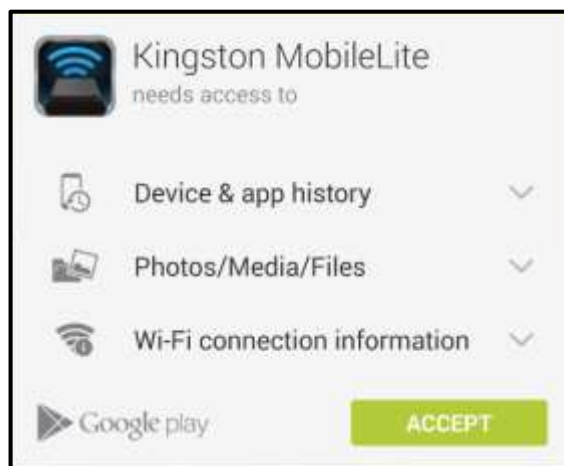 Kingston MobileLite
needs access to
Device & app history
Photos/Media/Files
Wi-Fi connection information
Google play
ACCEPT